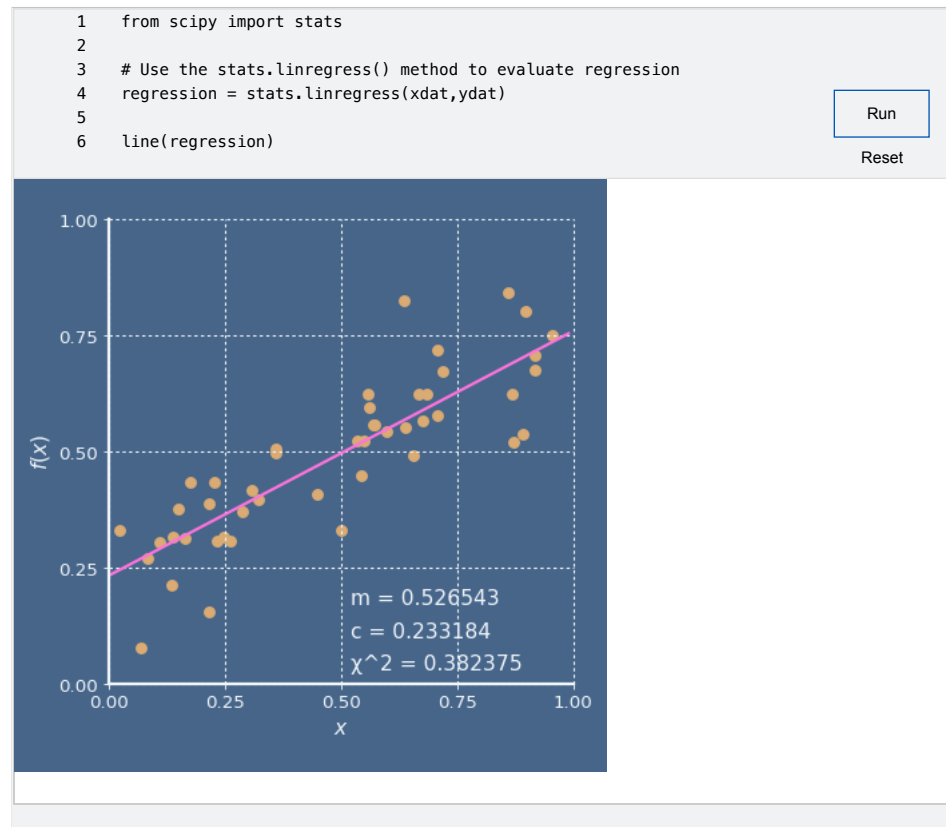 1 from scipy import stats
2
3 # Use the stats.linregress() method to evaluate regression
4 regression = stats.linregress(xdat,ydat)
5
6 line(regression)
Run
Reset
1.00
0.75
0.50
0.25
0.00
f(x)
m = 0.526543
c = 0.233184
χ^2 = 0.382375
0.00 0.25 0.50 0.75 1.00
x